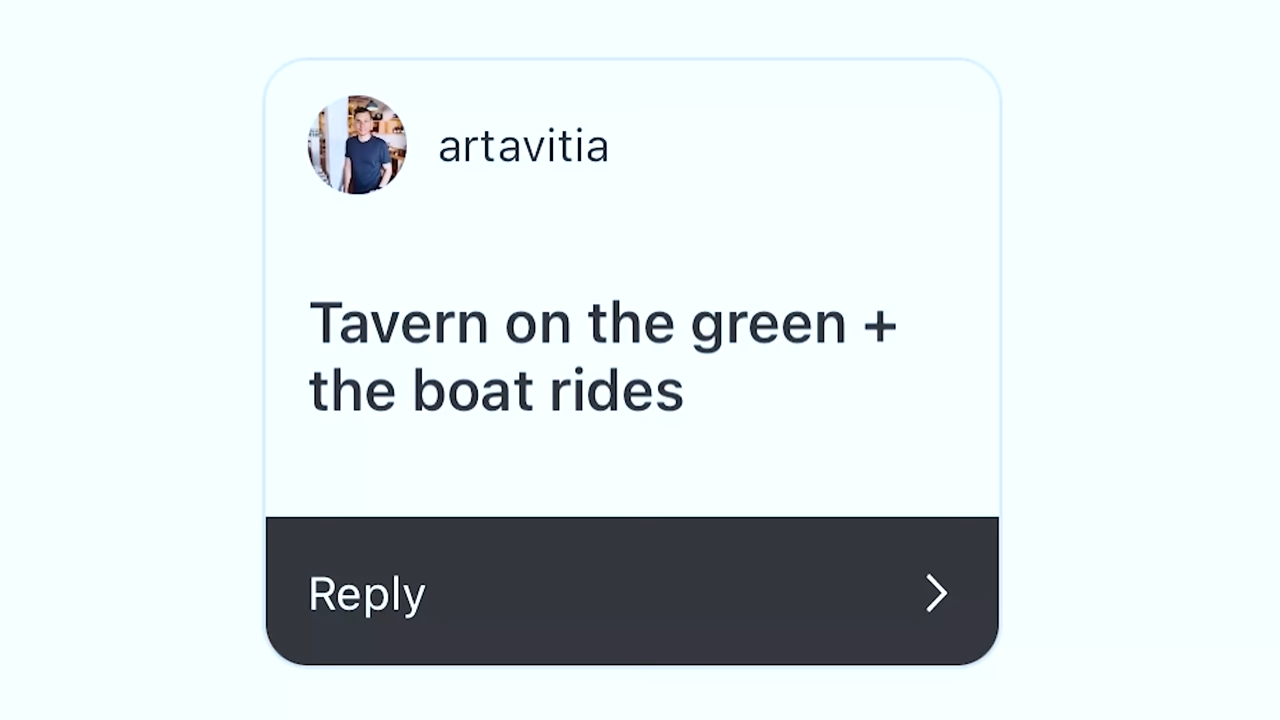 artavitia
Tavern on the green +
the boat rides
Reply